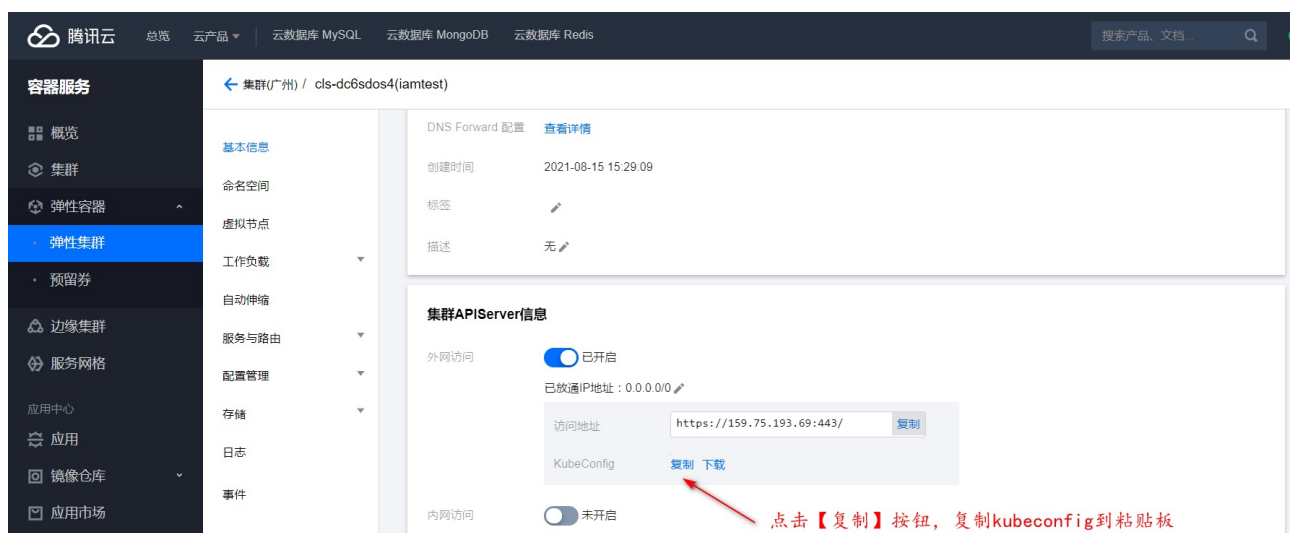 腾讯云 总览 云产品 云数据库 MySQL 云数据库 MongoDB 云数据库 Redis 搜索产品、文档...
容器服务
集群(广州) / cls-dc6sdos4(iamtest)
概览
集群
弹性容器
弹性集群
预留券
边缘集群
服务网格
应用中心
应用
镜像仓库
应用市场
基本信息
命名空间
虚拟节点
工作负载
自动伸缩
服务与路由
配置管理
存储
日志
事件
DNS Forward 配置 查看详情
创建时间 2021-08-15 15:29:09
标签
描述 无
集群APIServer信息
外网访问 已开启
已放通IP地址：0.0.0.0/0
访问地址 https://159.75.193.69:443/ 复制
KubeConfig 复制 下载
内网访问 未开启
点击【复制】按钮，复制kubeconfig到粘贴板